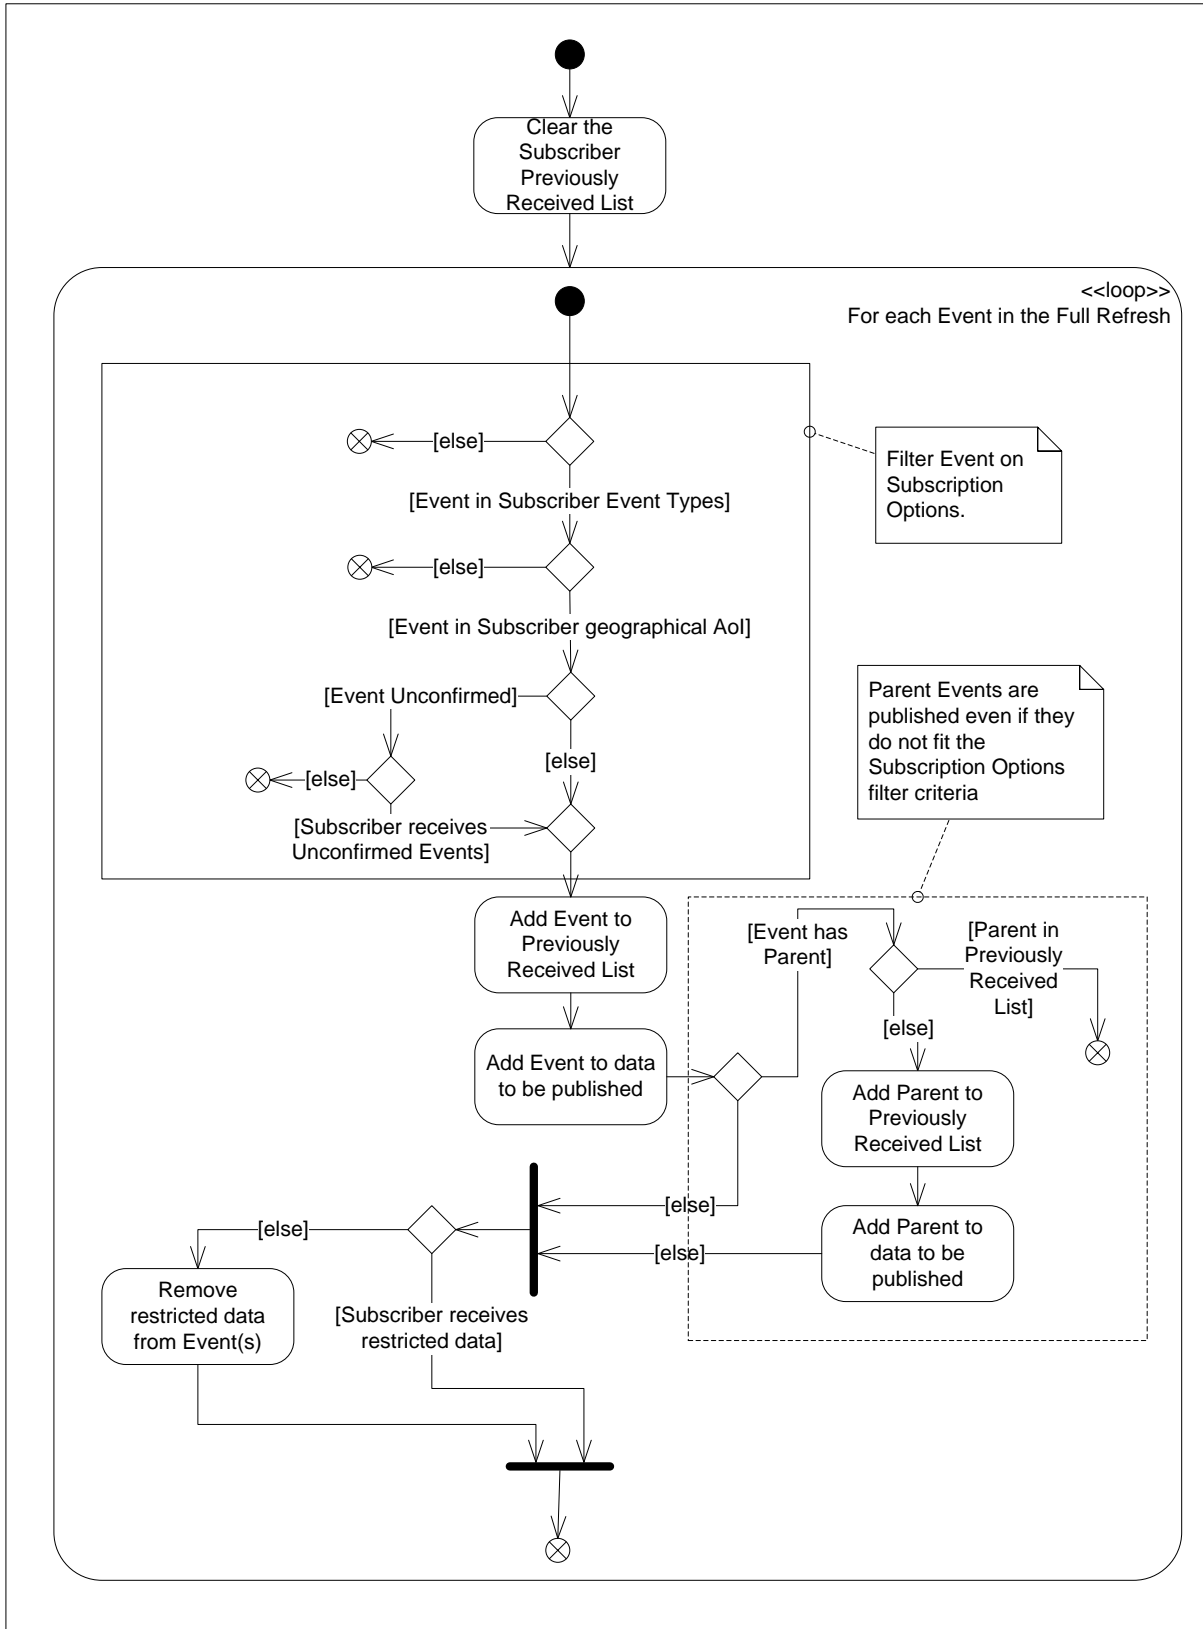 Clear the
Subscriber
Previously
Received List
<<loop>>
For each Event in the Full Refresh
[else]
Filter Event on
Subscription
Options.
[Event in Subscriber Event Types]
[else]
[Event in Subscriber geographical AoI]
[Event Unconfirmed]
Parent Events are
published even if they
do not fit the
Subscription Options
filter criteria
[else]
[else]
[Subscriber receives
Unconfirmed Events]
Add Event to
Previously
Received List
[Event has
Parent]
[Parent in
Previously
Received
List]
[else]
Add Event to data
to be published
Add Parent to
Previously
Received List
[else]
[else]
[else]
Add Parent to
data to be
published
Remove
restricted data
from Event(s)
[Subscriber receives
restricted data]